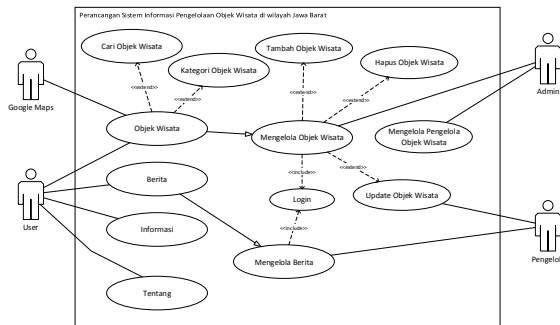 Perancangan Sistem Informasi Pengelolaan Objek Wisata di wilayah Jawa Barat
Cari Objek Wisata
Tambah Objek Wisata
Hapus Objek Wisata
Kategori Objek Wisata
<<extend>>
<<extend>>
<<extend>>
<<extend>>
Google Maps
Admin
Objek Wisata
Mengelola Objek Wisata
Mengelola Pengelola
Objek Wisata
<<include>>
<<extend>>
Berita
Login
Update Objek Wisata
User
Informasi
<<include>>
Mengelola Berita
Pengelol
Tentang